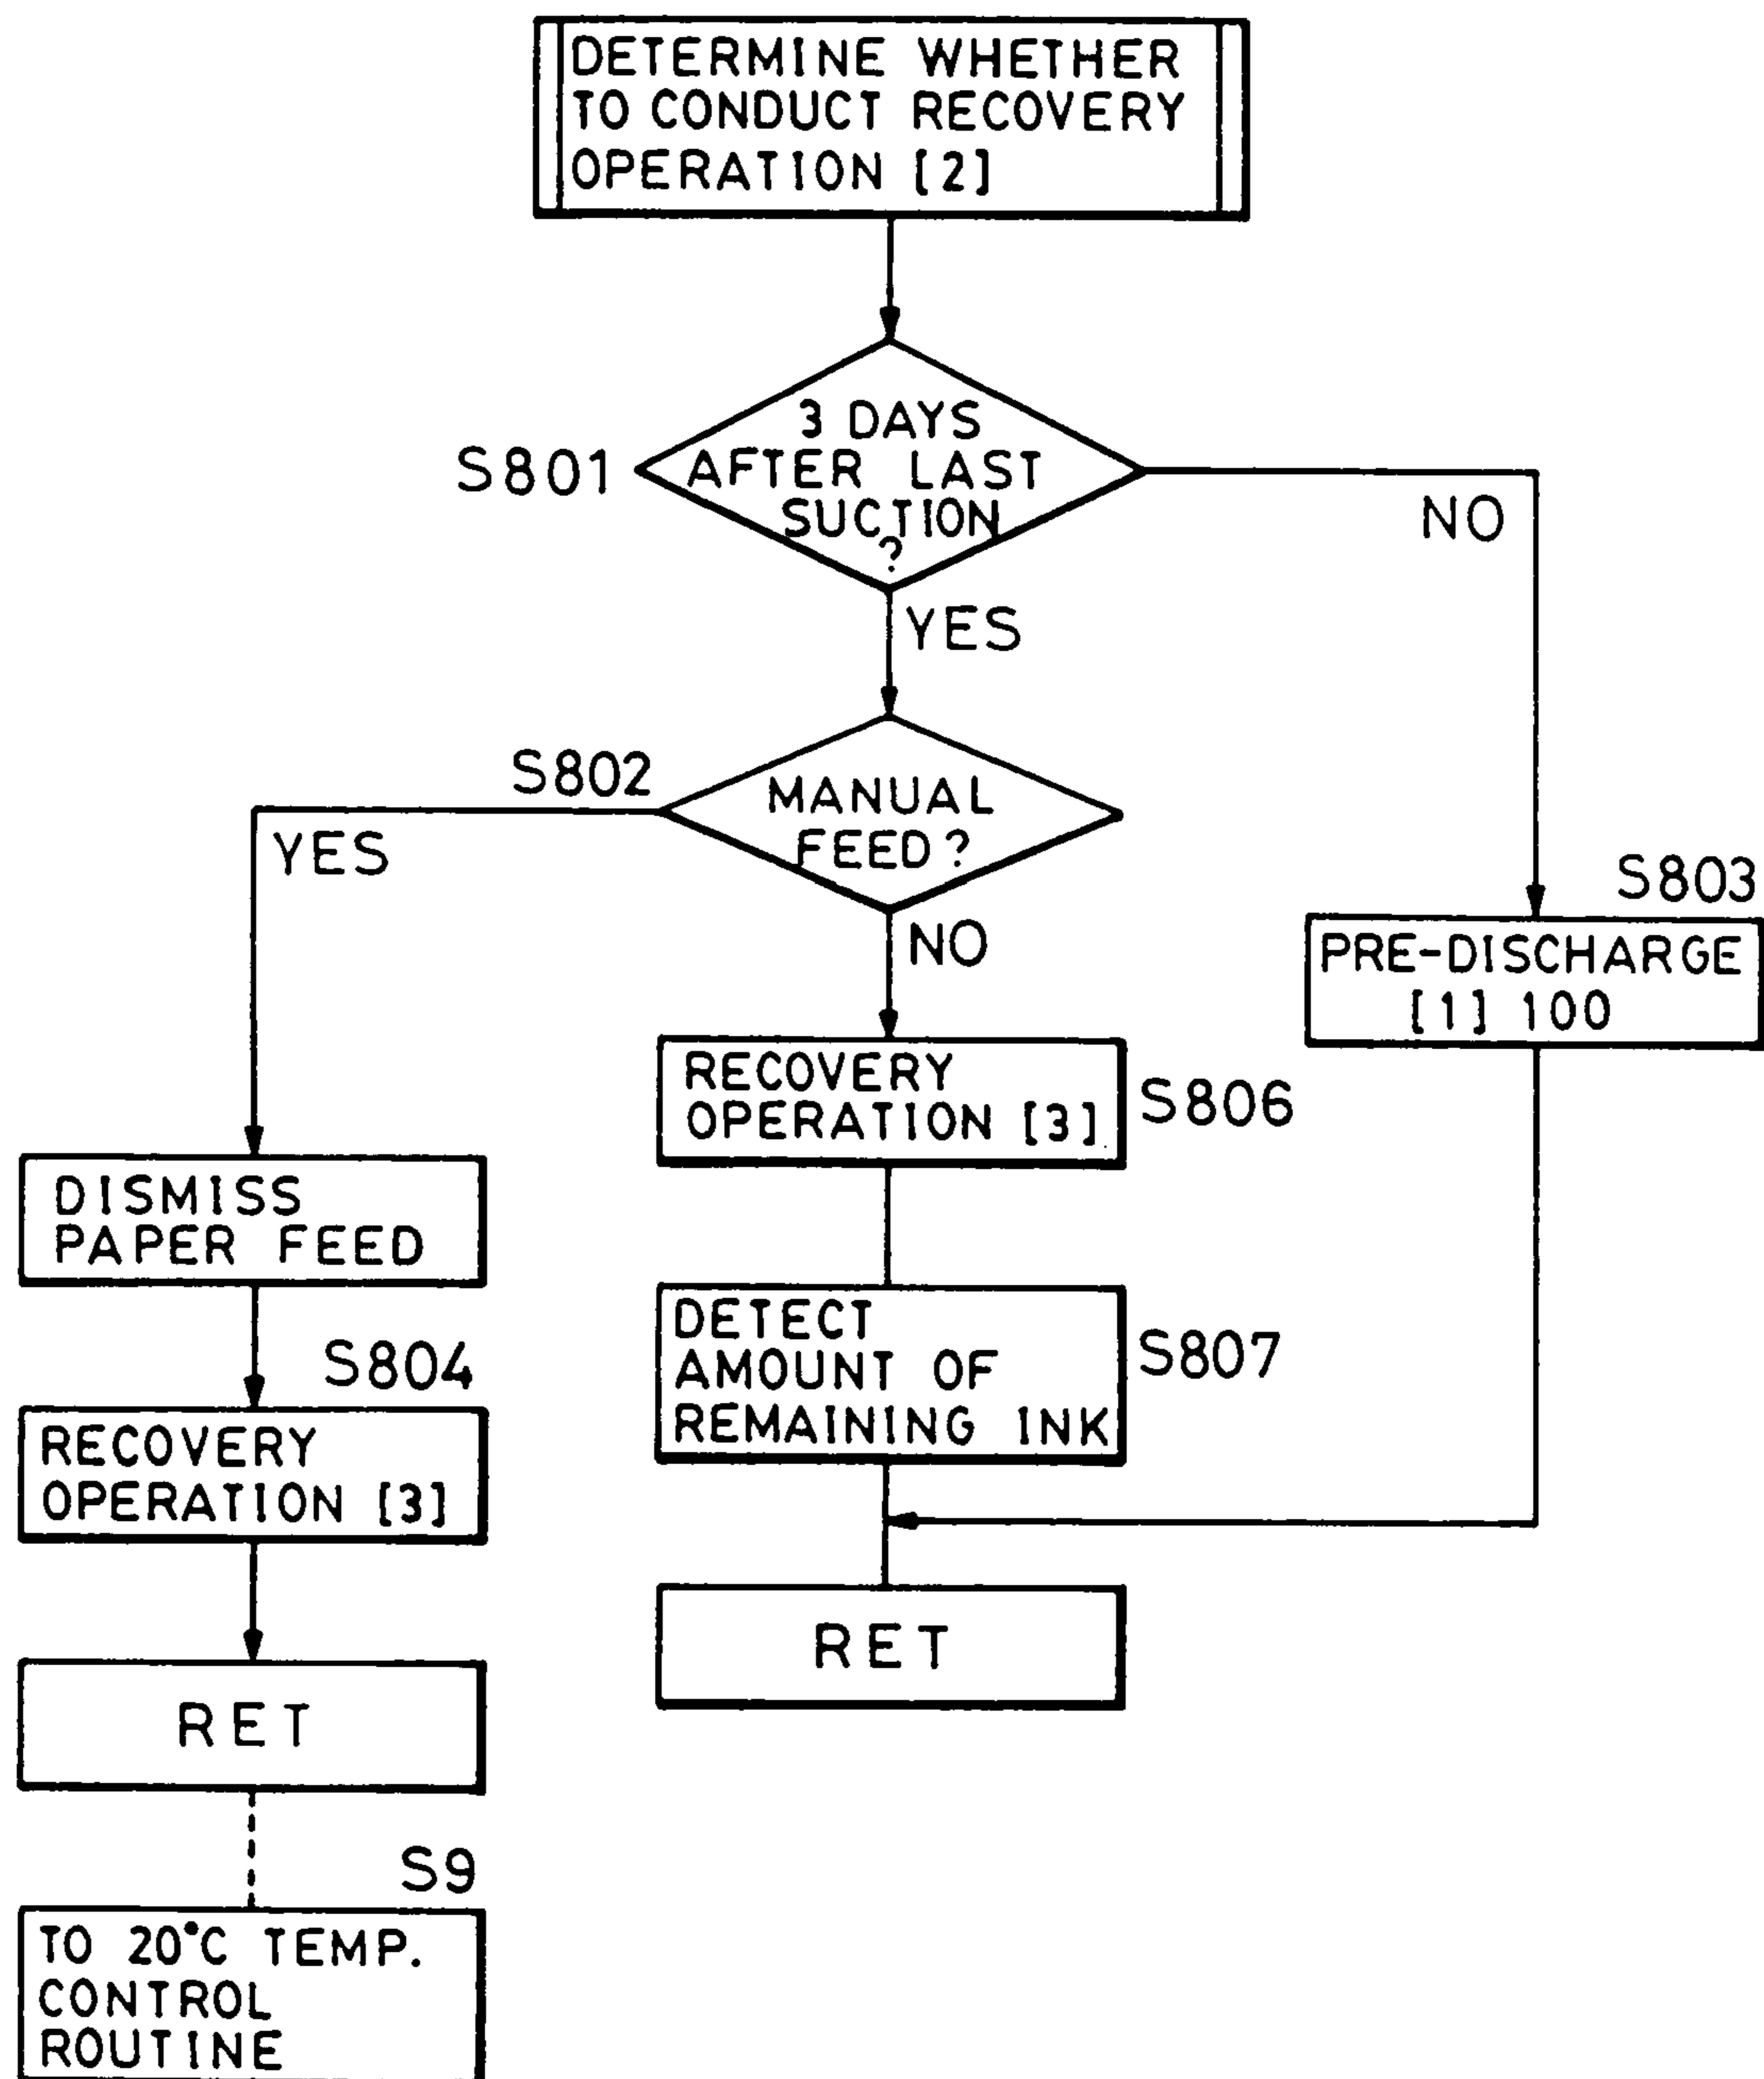 DETERMINE WHETHER
TO CONDUCT RECOVERY
OPERATION [2]
3 DAYS
AFTER LAST
SUCTION
?
S801
NO
YES
S802
MANUAL
FEED?
YES
NO
S803
PRE-DISCHARGE
[1] 100
RECOVERY
OPERATION [3]
S806
DISMISS
PAPER FEED
DETECT
AMOUNT OF
REMAINING INK
S807
S804
RECOVERY
OPERATION [3]
RET
RET
S9
TO 20°C TEMP.
CONTROL
ROUTINE